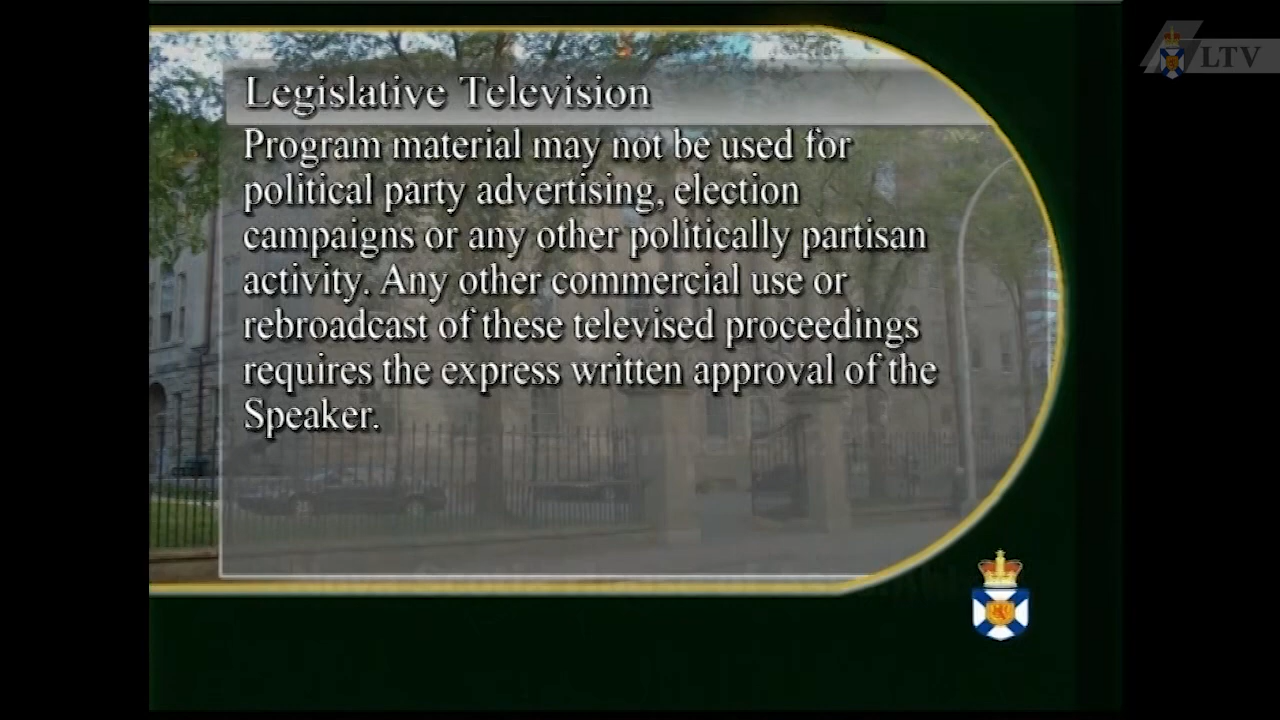 LTV
Legislative Television
Program material may not be used for
political party advertising, election
campaigns or any other politically partisan
activity. Any other commercial use or
rebroadcast of these televised proceedings
requires the express written approval of the
Speaker.